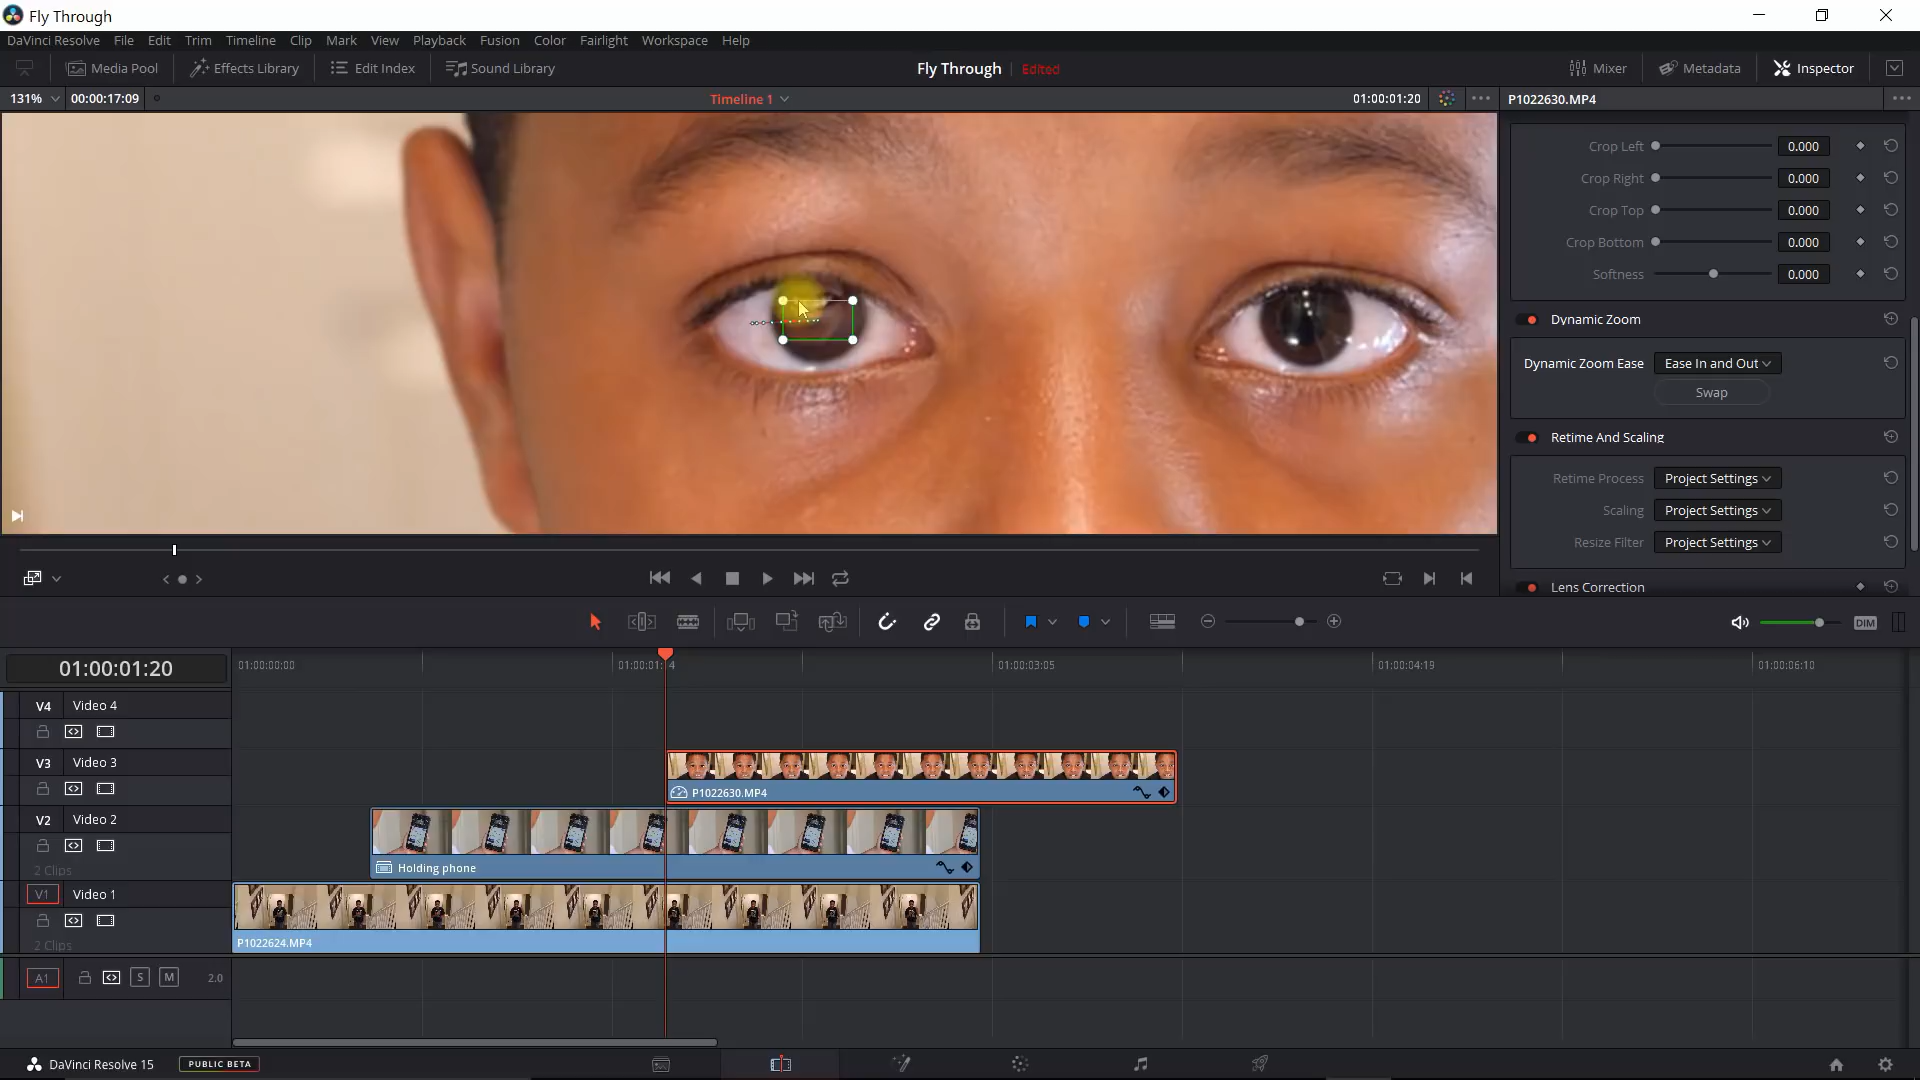 Fly Through
DaVinci Resolve File Edit Trim Timeline Clip Mark View Playback Fusion Color Fairlight Workspace Help
Media Pool Effects Library Edit Index Sound Library Fly Through Edited Mixer Metadata Inspector
131% 00:00:17:09 Timeline 1 01:00:01:20 P1022630.MP4
Crop Left 0.000
Crop Right 0.000
Crop Top 0.000
Crop Bottom 0.000
Softness 0.000
Dynamic Zoom
Dynamic Zoom Ease Ease In and Out
Swap
Retime And Scaling
Retime Process Project Settings
Scaling Project Settings
Resize Filter Project Settings
Lens Correction
DIM
01:00:01:20 01:00:00:00 01:00:01: 4 01:00:03:05 01:00:04:19 01:00:06:10
V4 Video 4
V3 Video 3
P1022630.MP4
V2 Video 2
2 Clips
Holding phone
V1 Video 1
2 Clips
P1022624.MP4
A1 S M 2.0
DaVinci Resolve 15 PUBLIC BETA